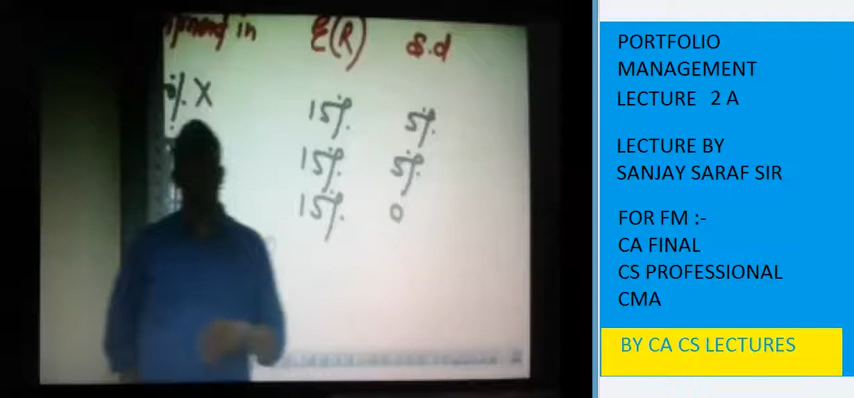 in E(R) s.d
% X 15% 5%
15% 5%
15% 0
PORTFOLIO
MANAGEMENT
LECTURE 2 A
LECTURE BY
SANJAY SARAF SIR
FOR FM :-
CA FINAL
CS PROFESSIONAL
CMA
BY CA CS LECTURES